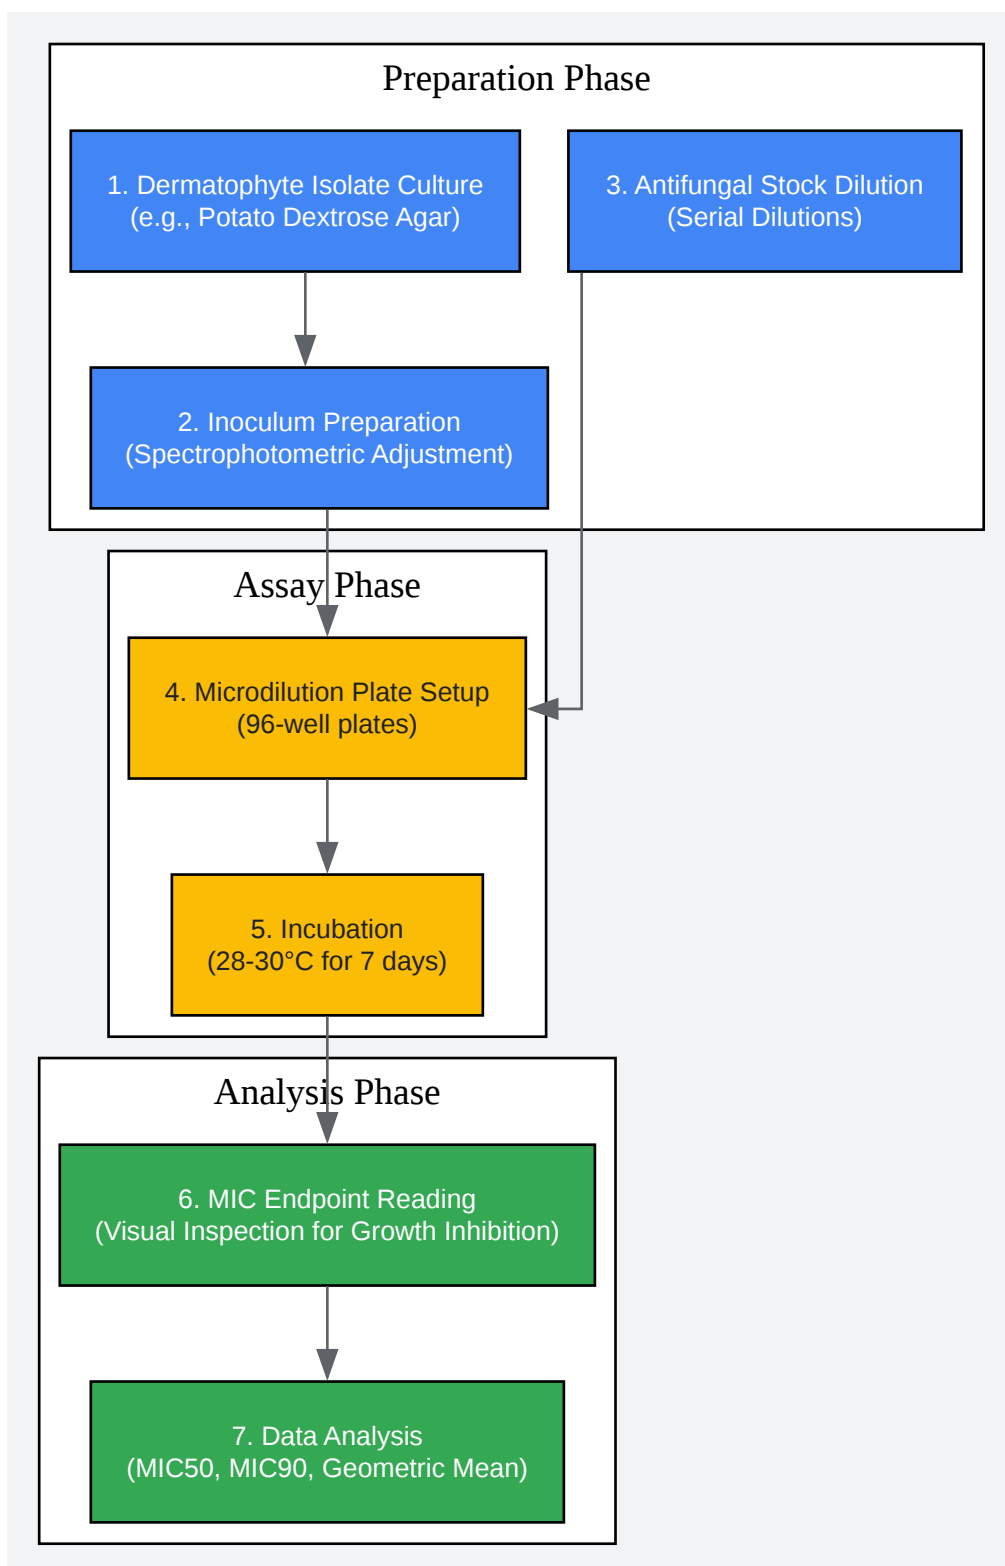 Preparation Phase
1. Dermatophyte Isolate Culture
(e.g., Potato Dextrose Agar)
3. Antifungal Stock Dilution
(Serial Dilutions)
2. Inoculum Preparation
(Spectrophotometric Adjustment)
Assay Phase
4. Microdilution Plate Setup
(96-well plates)
5. Incubation
(28-30°C for 7 days)
Analysis Phase
6. MIC Endpoint Reading
(Visual Inspection for Growth Inhibition)
7. Data Analysis
(MIC50, MIC90, Geometric Mean)